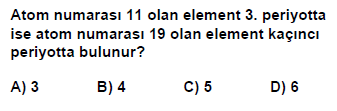 Atom numarası 11 olan element 3. periyotta
ise atom numarası 19 olan element kaçıncı
periyotta bulunur?
A) 3 B) 4 C) 5 D) 6